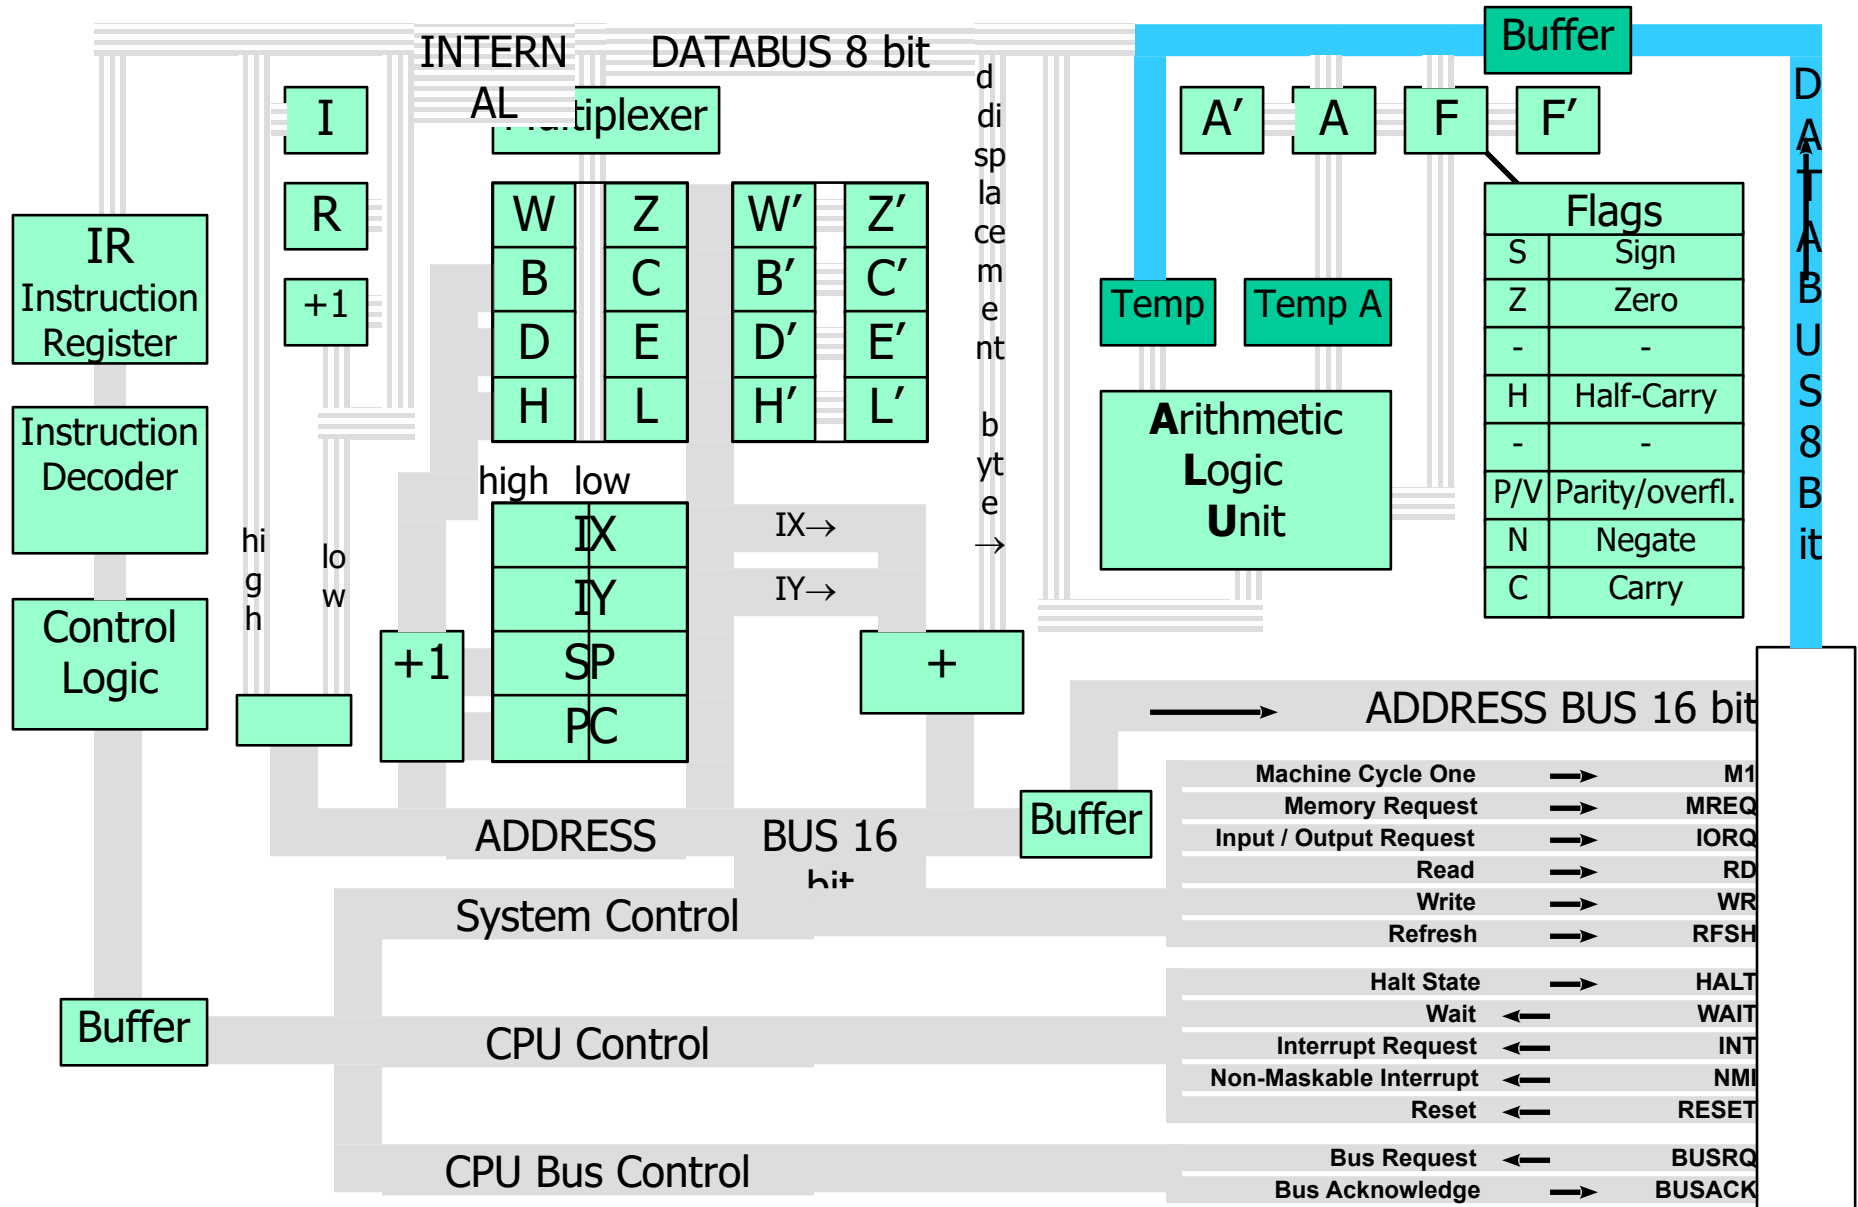 INTERN
AL
DATABUS 8 bit
Buffer
I
R
+1
tiplexer
IR
Instruction
Register
Instruction
Decoder
Control
Logic
Buffer
hi
g
h
lo
w
W Z
B C
D E
H L
W′ Z′
B′ C′
D′ E′
H′ L′
high low
IX
IY
SP
PC
+1
IX→
IY→
+
d
di
sp
la
ce
m
e
nt
b
yt
e
→
A′ A F F′
Temp
Temp A
Arithmetic
Logic
Unit
Flags
S Sign
Z Zero
- -
H Half-Carry
- -
P/V Parity/overfl.
N Negate
C Carry
D
A
T
A
B
U
S
8
B
it
ADDRESS BUS 16
bit
Buffer
ADDRESS BUS 16 bit
System Control
CPU Control
CPU Bus Control
Machine Cycle One → M1
Memory Request → MREQ
Input / Output Request → IORQ
Read → RD
Write → WR
Refresh → RFSH
Halt State → HALT
Wait ← WAIT
Interrupt Request ← INT
Non-Maskable Interrupt ← NMI
Reset ← RESET
Bus Request ← BUSRQ
Bus Acknowledge → BUSACK